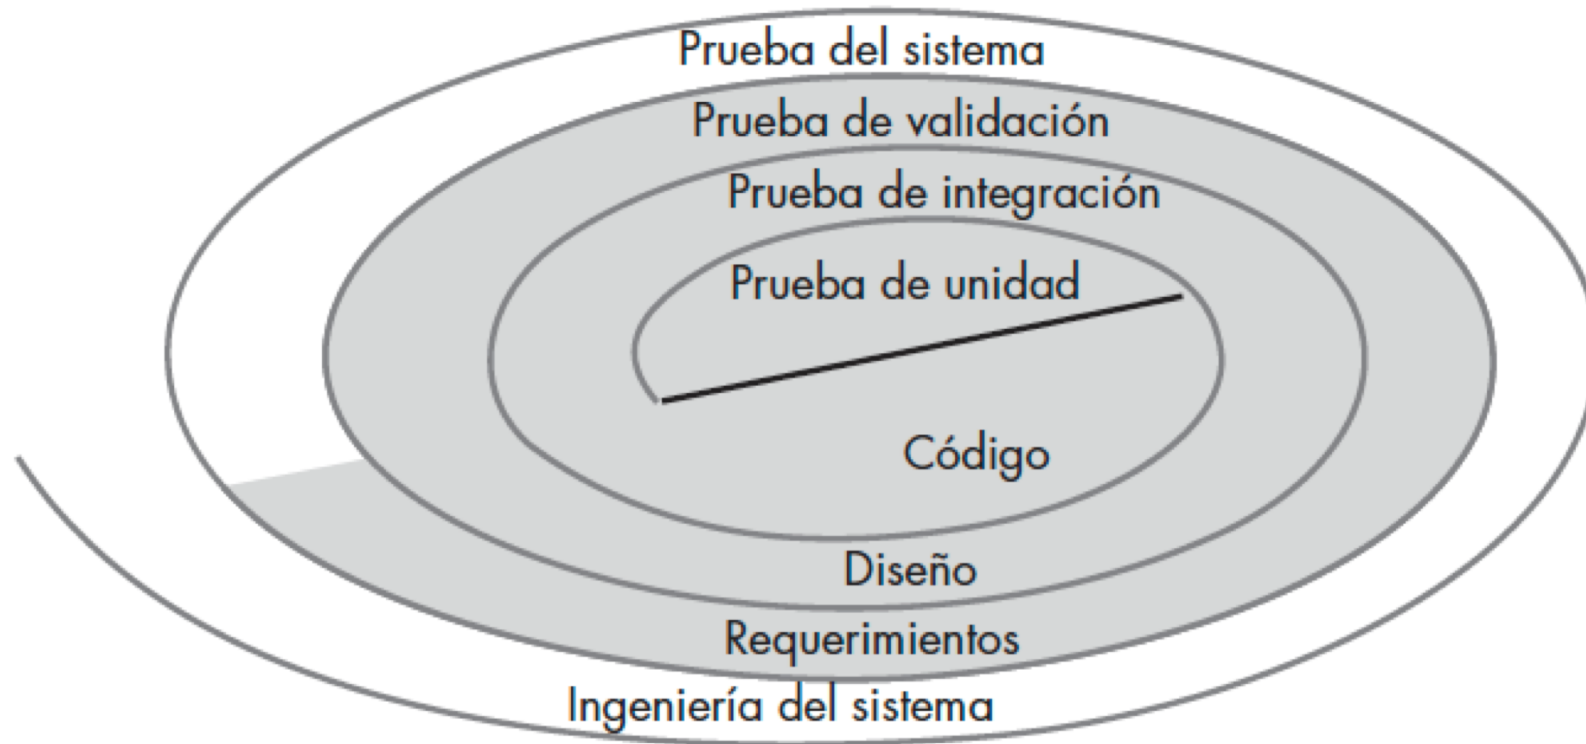 Prueba del sistema
Prueba de validación
Prueba de integración
Prueba de unidad
Código
Diseño
Requerimientos
Ingeniería del sistema